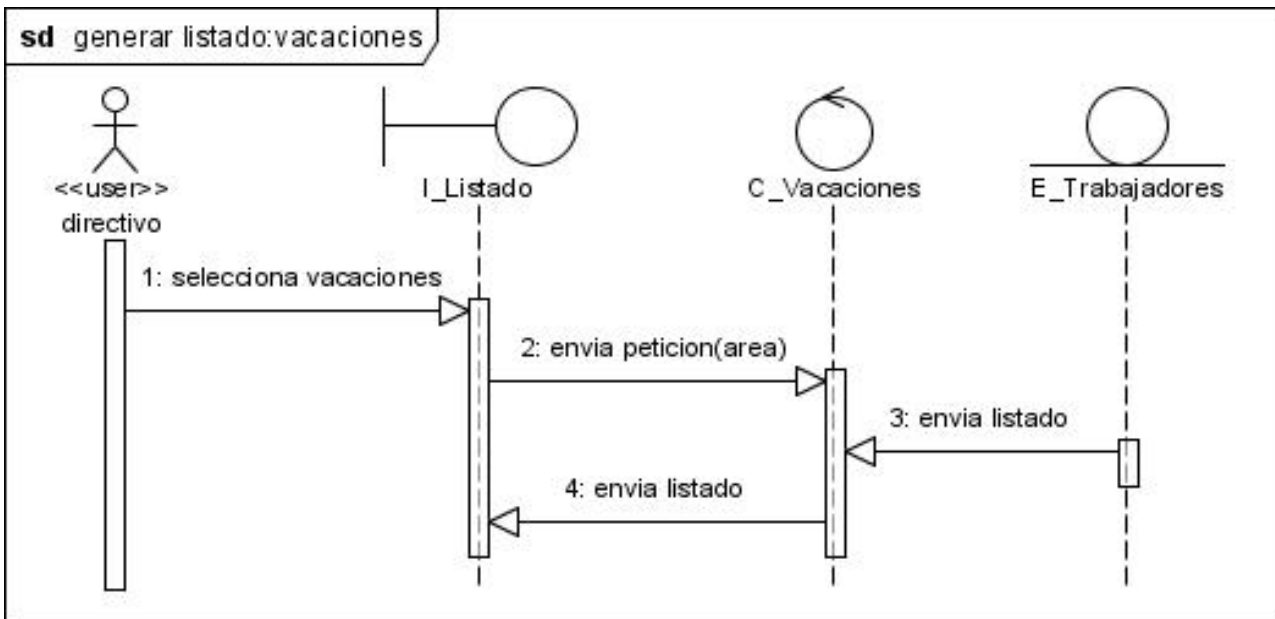 sd generar listado:vacaciones
<<user>>
directivo
I_Listado
C_Vacaciones
E_Trabajadores
1: selecciona vacaciones
2: envia peticion(area)
3: envia listado
4: envia listado